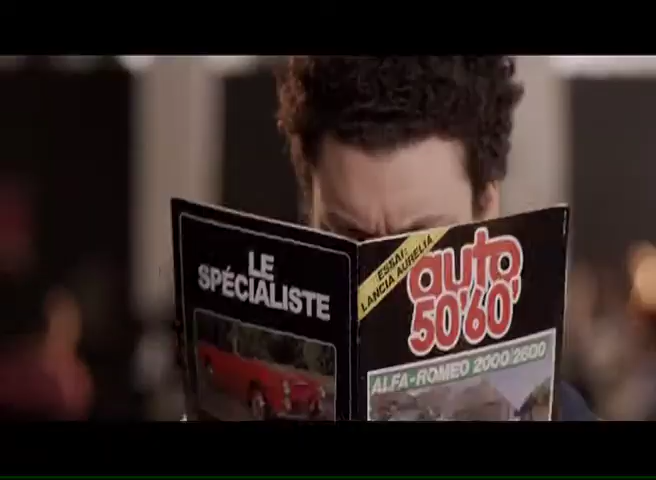 LE
SPÉCIALISTE
ESSAI:
LANCIA AURELIA
auto
50'60'
ALFA-ROMEO 2000/2600